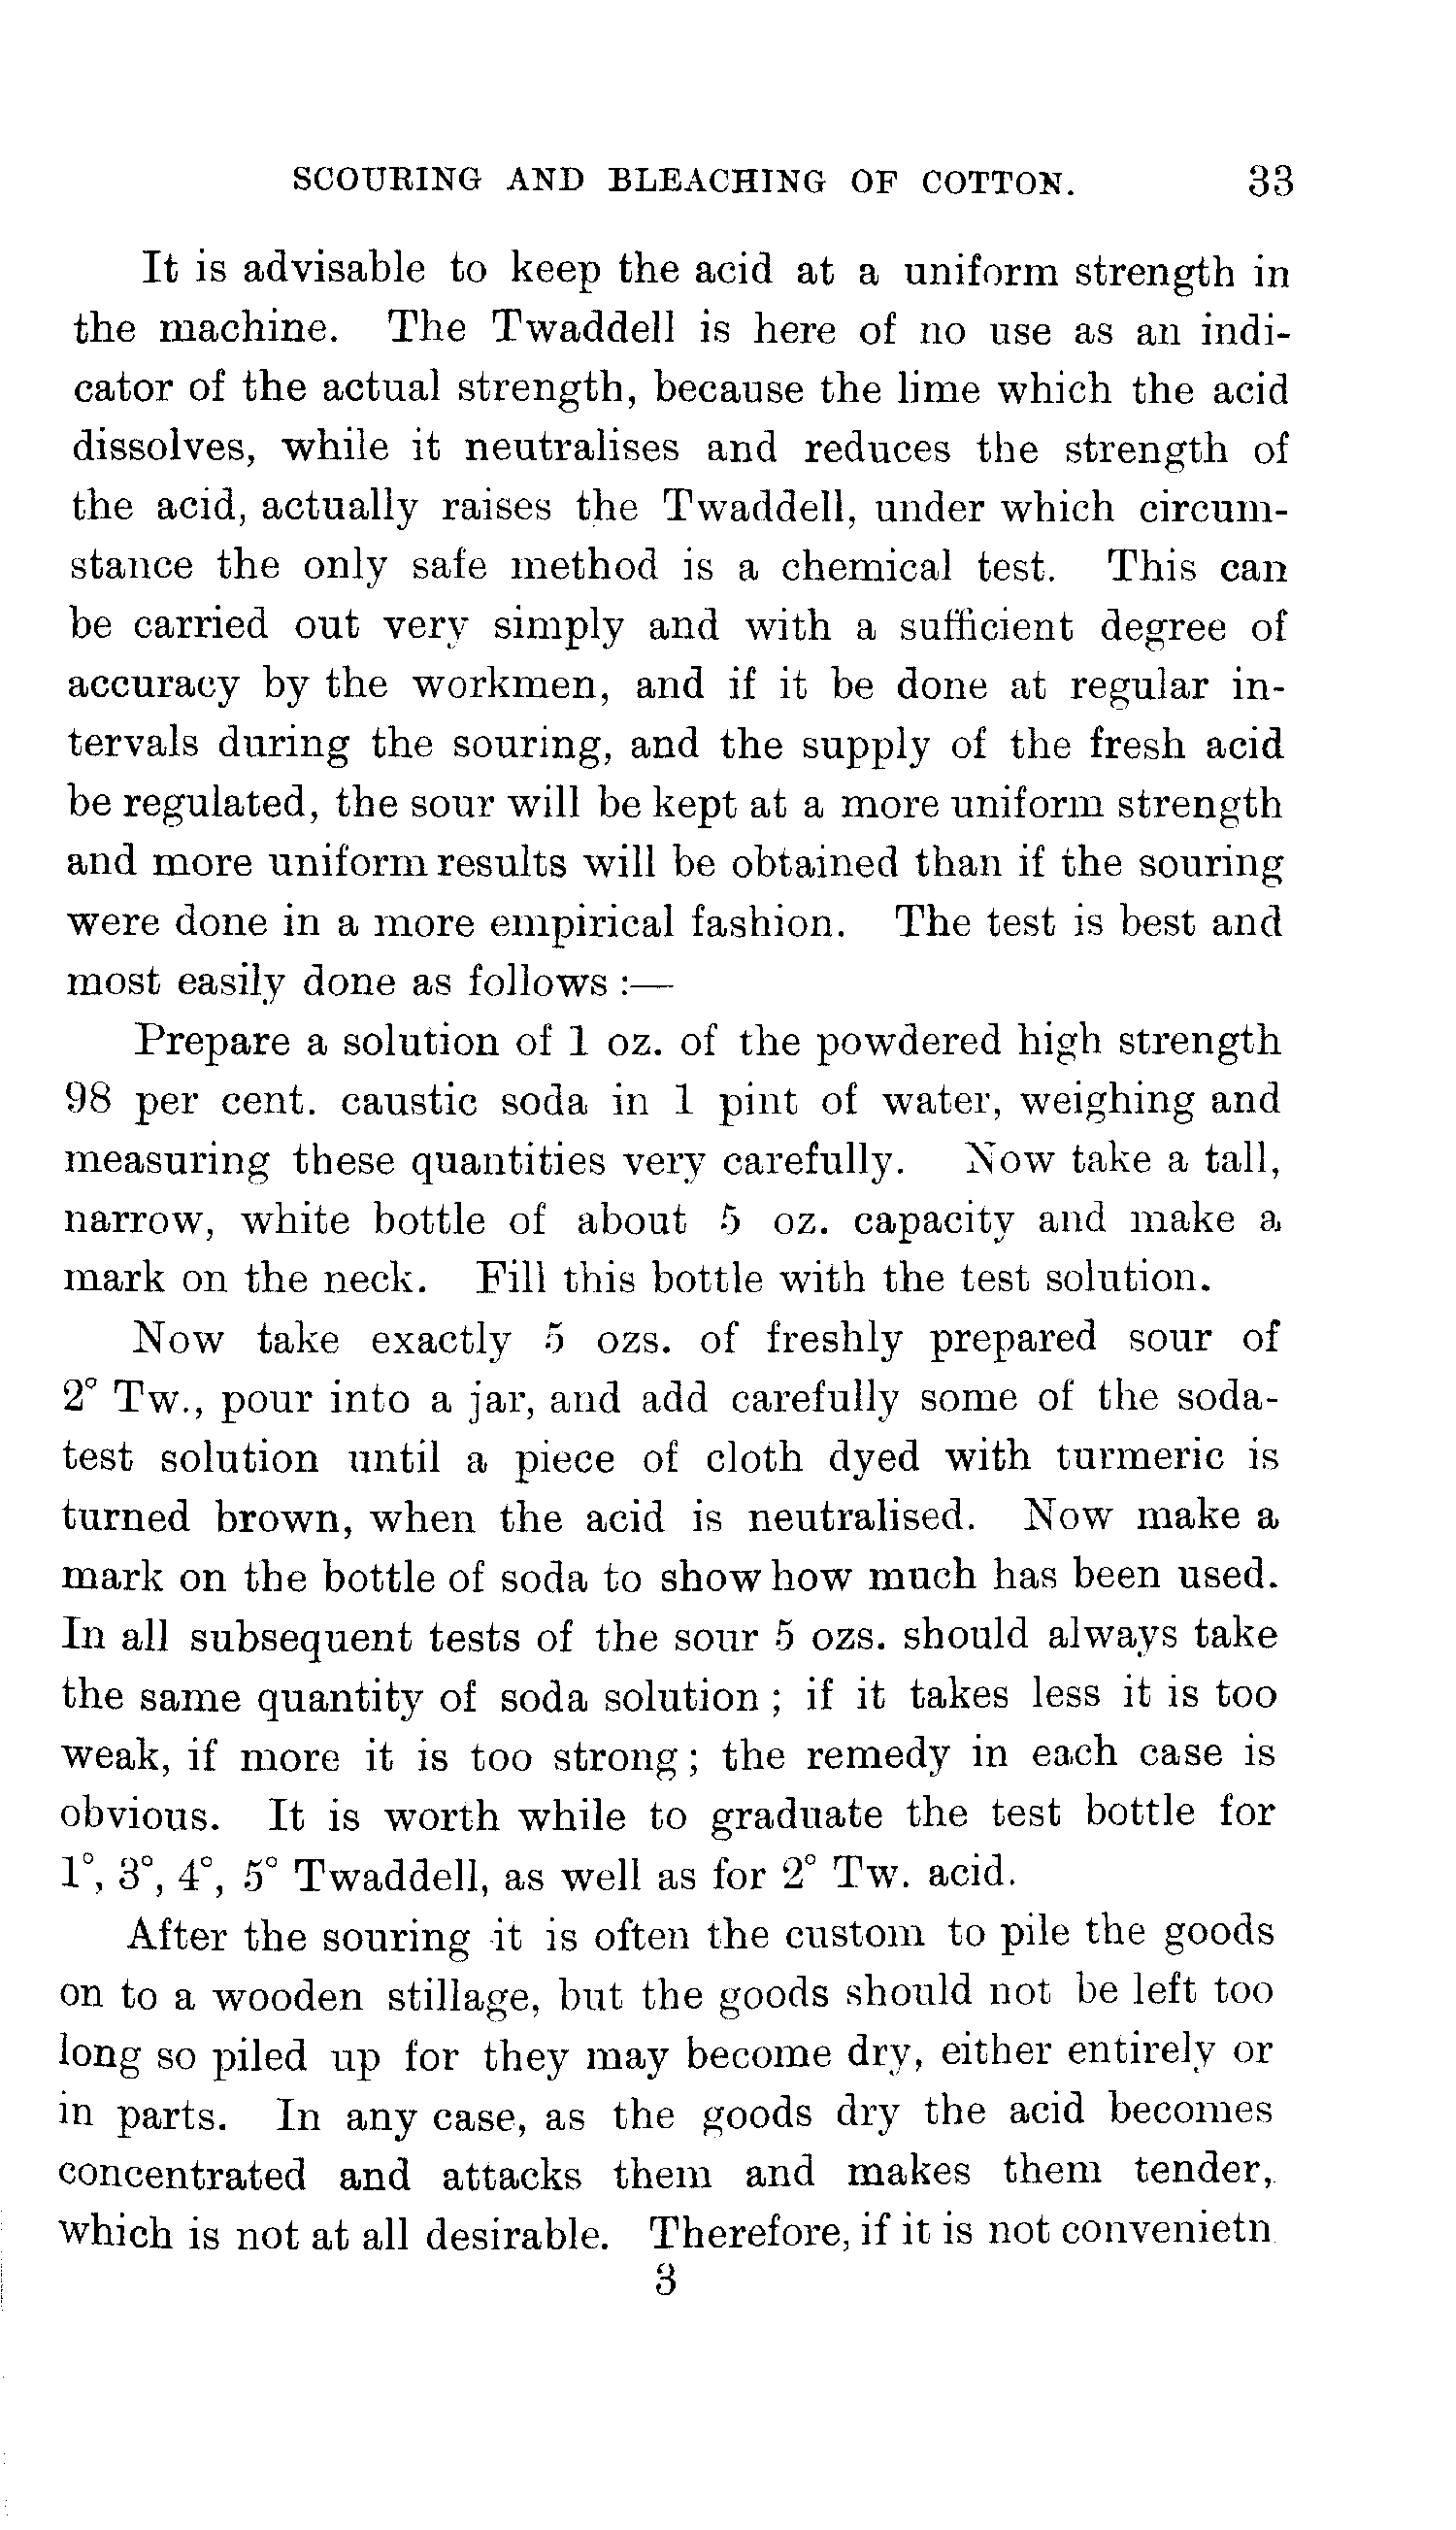 SCOURING AND BLEACHING OF COTTON. 33
It is advisable to keep the acid at a uniform strength in
the machine. The Twaddell is here of no use as an indi-
cator of the actual strength, because the lime which the acid
dissolves, while it neutralises and reduces the strength of
the acid, actually raises the Twaddell, under which circum-
stance the only safe method is a chemical test. This can
be carried out very simply and with a sufficient degree of
accuracy by the workmen, and if it be done at regular in-
tervals during the souring, and the supply of the fresh acid
be regulated, the sour will be kept at a more uniform strength
and more uniform results will be obtained than if the souring
were done in a more empirical fashion. The test is best and
most easily done as follows :—
Prepare a solution of 1 oz. of the powdered high strength
98 per cent. caustic soda in 1 pint of water, weighing and
measuring these quantities very carefully. Now take a tall,
narrow, white bottle of about 5 oz. capacity and make a
mark on the neck. Fill this bottle with the test solution.
Now take exactly 5 ozs. of freshly prepared sour of
2° Tw., pour into a jar, and add carefully some of the soda-
test solution until a piece of cloth dyed with turmeric is
turned brown, when the acid is neutralised. Now make a
mark on the bottle of soda to show how much has been used.
In all subsequent tests of the sour 5 ozs. should always take
the same quantity of soda solution ; if it takes less it is too
weak, if more it is too strong ; the remedy in each case is
obvious. It is worth while to graduate the test bottle for
1°, 3°, 4°, 5° Twaddell, as well as for 2° Tw. acid.
After the souring it is often the custom to pile the goods
on to a wooden stillage, but the goods should not be left too
long so piled up for they may become dry, either entirely or
in parts. In any case, as the goods dry the acid becomes
concentrated and attacks them and makes them tender,
which is not at all desirable. Therefore, if it is not convenietn
3